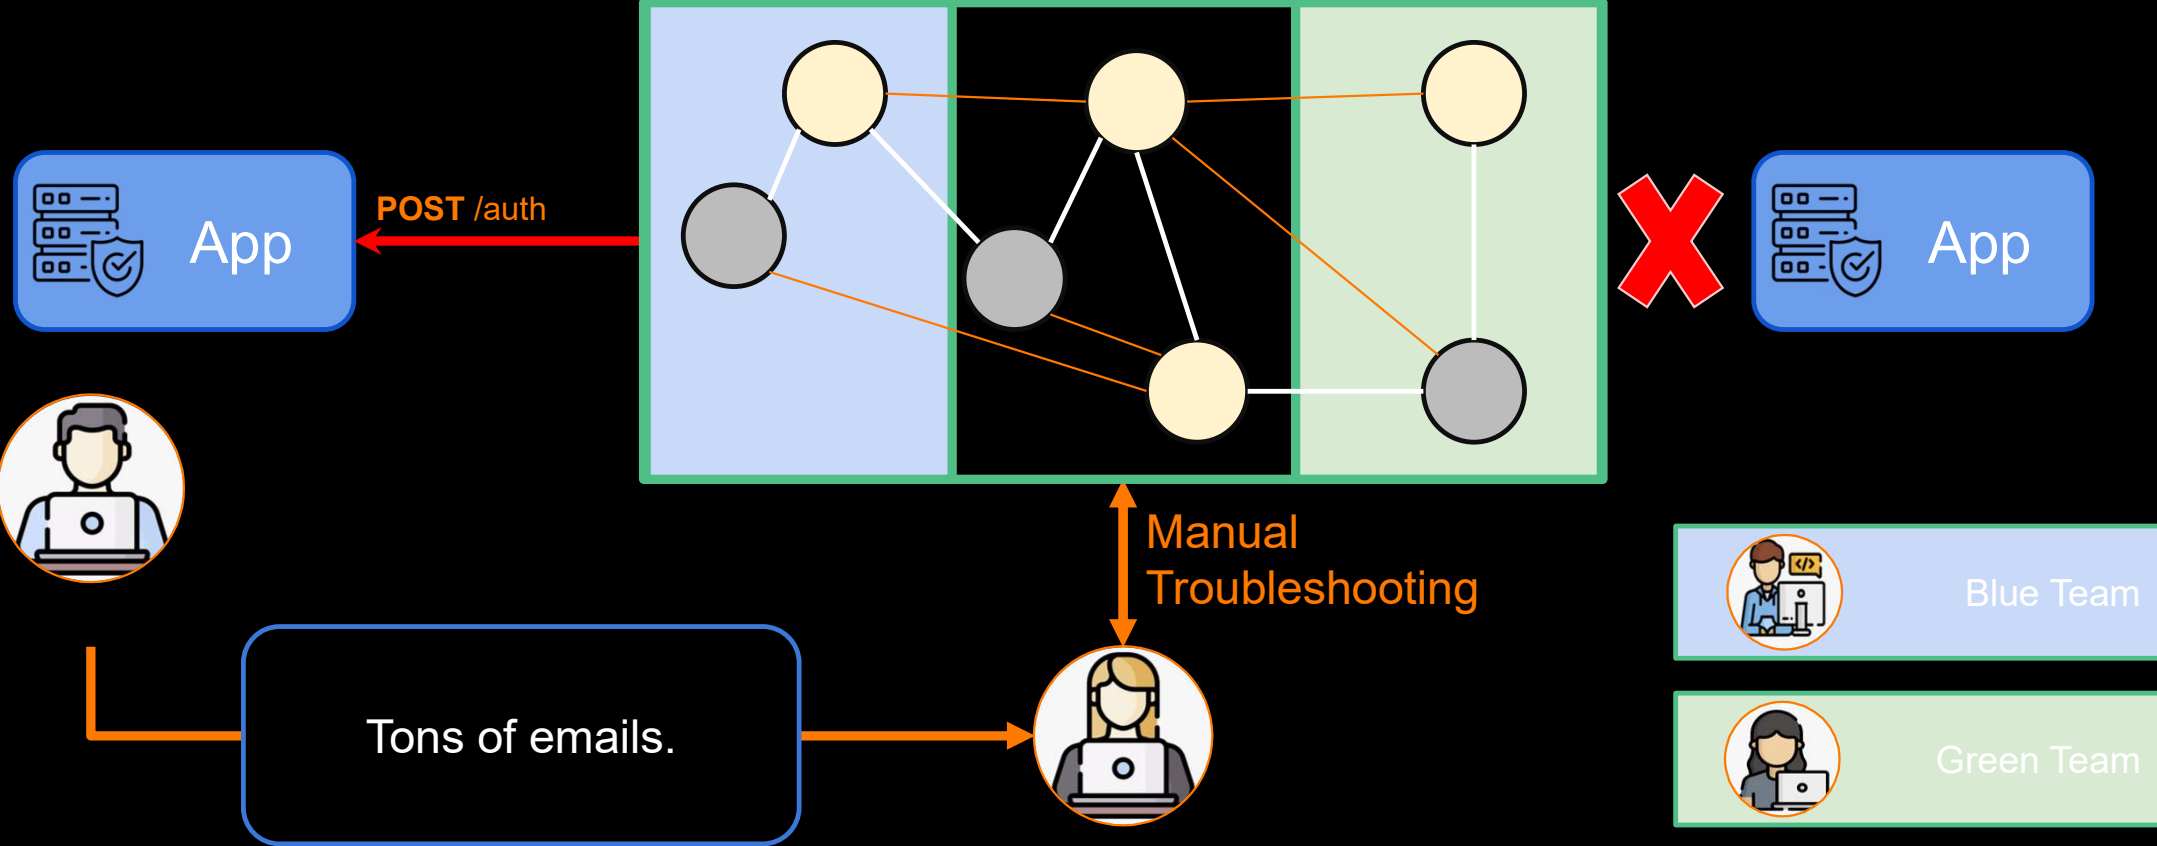 POST /auth
App
App
Manual
Troubleshooting
Blue Team
Tons of emails.
Green Team